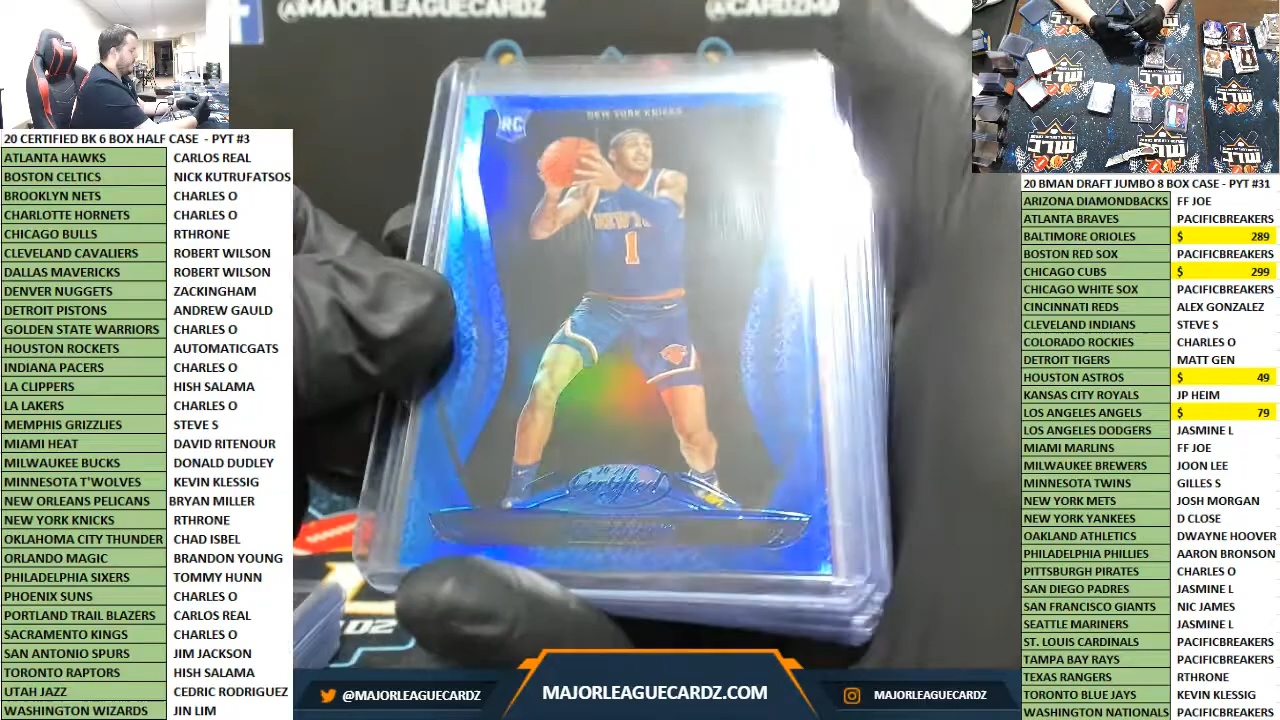 @MAJORLEAGUECARDZ
@CARDZMA
20 CERTIFIED BK 6 BOX HALF CASE - PYT #3
ATLANTA HAWKS CARLOS REAL
BOSTON CELTICS NICK KUTRUFATSOS
BROOKLYN NETS CHARLES O
CHARLOTTE HORNETS CHARLES O
CHICAGO BULLS RTHRONE
CLEVELAND CAVALIERS ROBERT WILSON
DALLAS MAVERICKS ROBERT WILSON
DENVER NUGGETS ZACKINGHAM
DETROIT PISTONS ANDREW GAULD
GOLDEN STATE WARRIORS CHARLES O
HOUSTON ROCKETS AUTOMATICGATS
INDIANA PACERS CHARLES O
LA CLIPPERS HISH SALAMA
LA LAKERS CHARLES O
MEMPHIS GRIZZLIES STEVE S
MIAMI HEAT DAVID RITENOUR
MILWAUKEE BUCKS DONALD DUDLEY
MINNESOTA T'WOLVES KEVIN KLESSIG
NEW ORLEANS PELICANS BRYAN MILLER
NEW YORK KNICKS RTHRONE
OKLAHOMA CITY THUNDER CHAD ISBEL
ORLANDO MAGIC BRANDON YOUNG
PHILADELPHIA SIXERS TOMMY HUNN
PHOENIX SUNS CHARLES O
PORTLAND TRAIL BLAZERS CARLOS REAL
SACRAMENTO KINGS CHARLES O
SAN ANTONIO SPURS JIM JACKSON
TORONTO RAPTORS HISH SALAMA
UTAH JAZZ CEDRIC RODRIGUEZ
WASHINGTON WIZARDS JIN LIM
NEW YORK KNICKS
RC
NEW YO
1
20-21
Certified
20 BMAN DRAFT JUMBO 8 BOX CASE - PYT #31
ARIZONA DIAMONDBACKS FF JOE
ATLANTA BRAVES PACIFICBREAKERS
BALTIMORE ORIOLES $ 289
BOSTON RED SOX PACIFICBREAKERS
CHICAGO CUBS $ 299
CHICAGO WHITE SOX PACIFICBREAKERS
CINCINNATI REDS ALEX GONZALEZ
CLEVELAND INDIANS STEVE S
COLORADO ROCKIES CHARLES O
DETROIT TIGERS MATT GEN
HOUSTON ASTROS $ 49
KANSAS CITY ROYALS JP HEIM
LOS ANGELES ANGELS $ 79
LOS ANGELES DODGERS JASMINE L
MIAMI MARLINS FF JOE
MILWAUKEE BREWERS JOON LEE
MINNESOTA TWINS GILLES S
NEW YORK METS JOSH MORGAN
NEW YORK YANKEES D CLOSE
OAKLAND ATHLETICS DWAYNE HOOVER
PHILADELPHIA PHILLIES AARON BRONSON
PITTSBURGH PIRATES CHARLES O
SAN DIEGO PADRES JASMINE L
SAN FRANCISCO GIANTS NIC JAMES
SEATTLE MARINERS JASMINE L
ST. LOUIS CARDINALS PACIFICBREAKERS
TAMPA BAY RAYS PACIFICBREAKERS
TEXAS RANGERS RTHRONE
TORONTO BLUE JAYS KEVIN KLESSIG
WASHINGTON NATIONALS PACIFICBREAKERS
@MAJORLEAGUECARDZ
MAJORLEAGUECARDZ.COM
MAJORLEAGUECARDZ